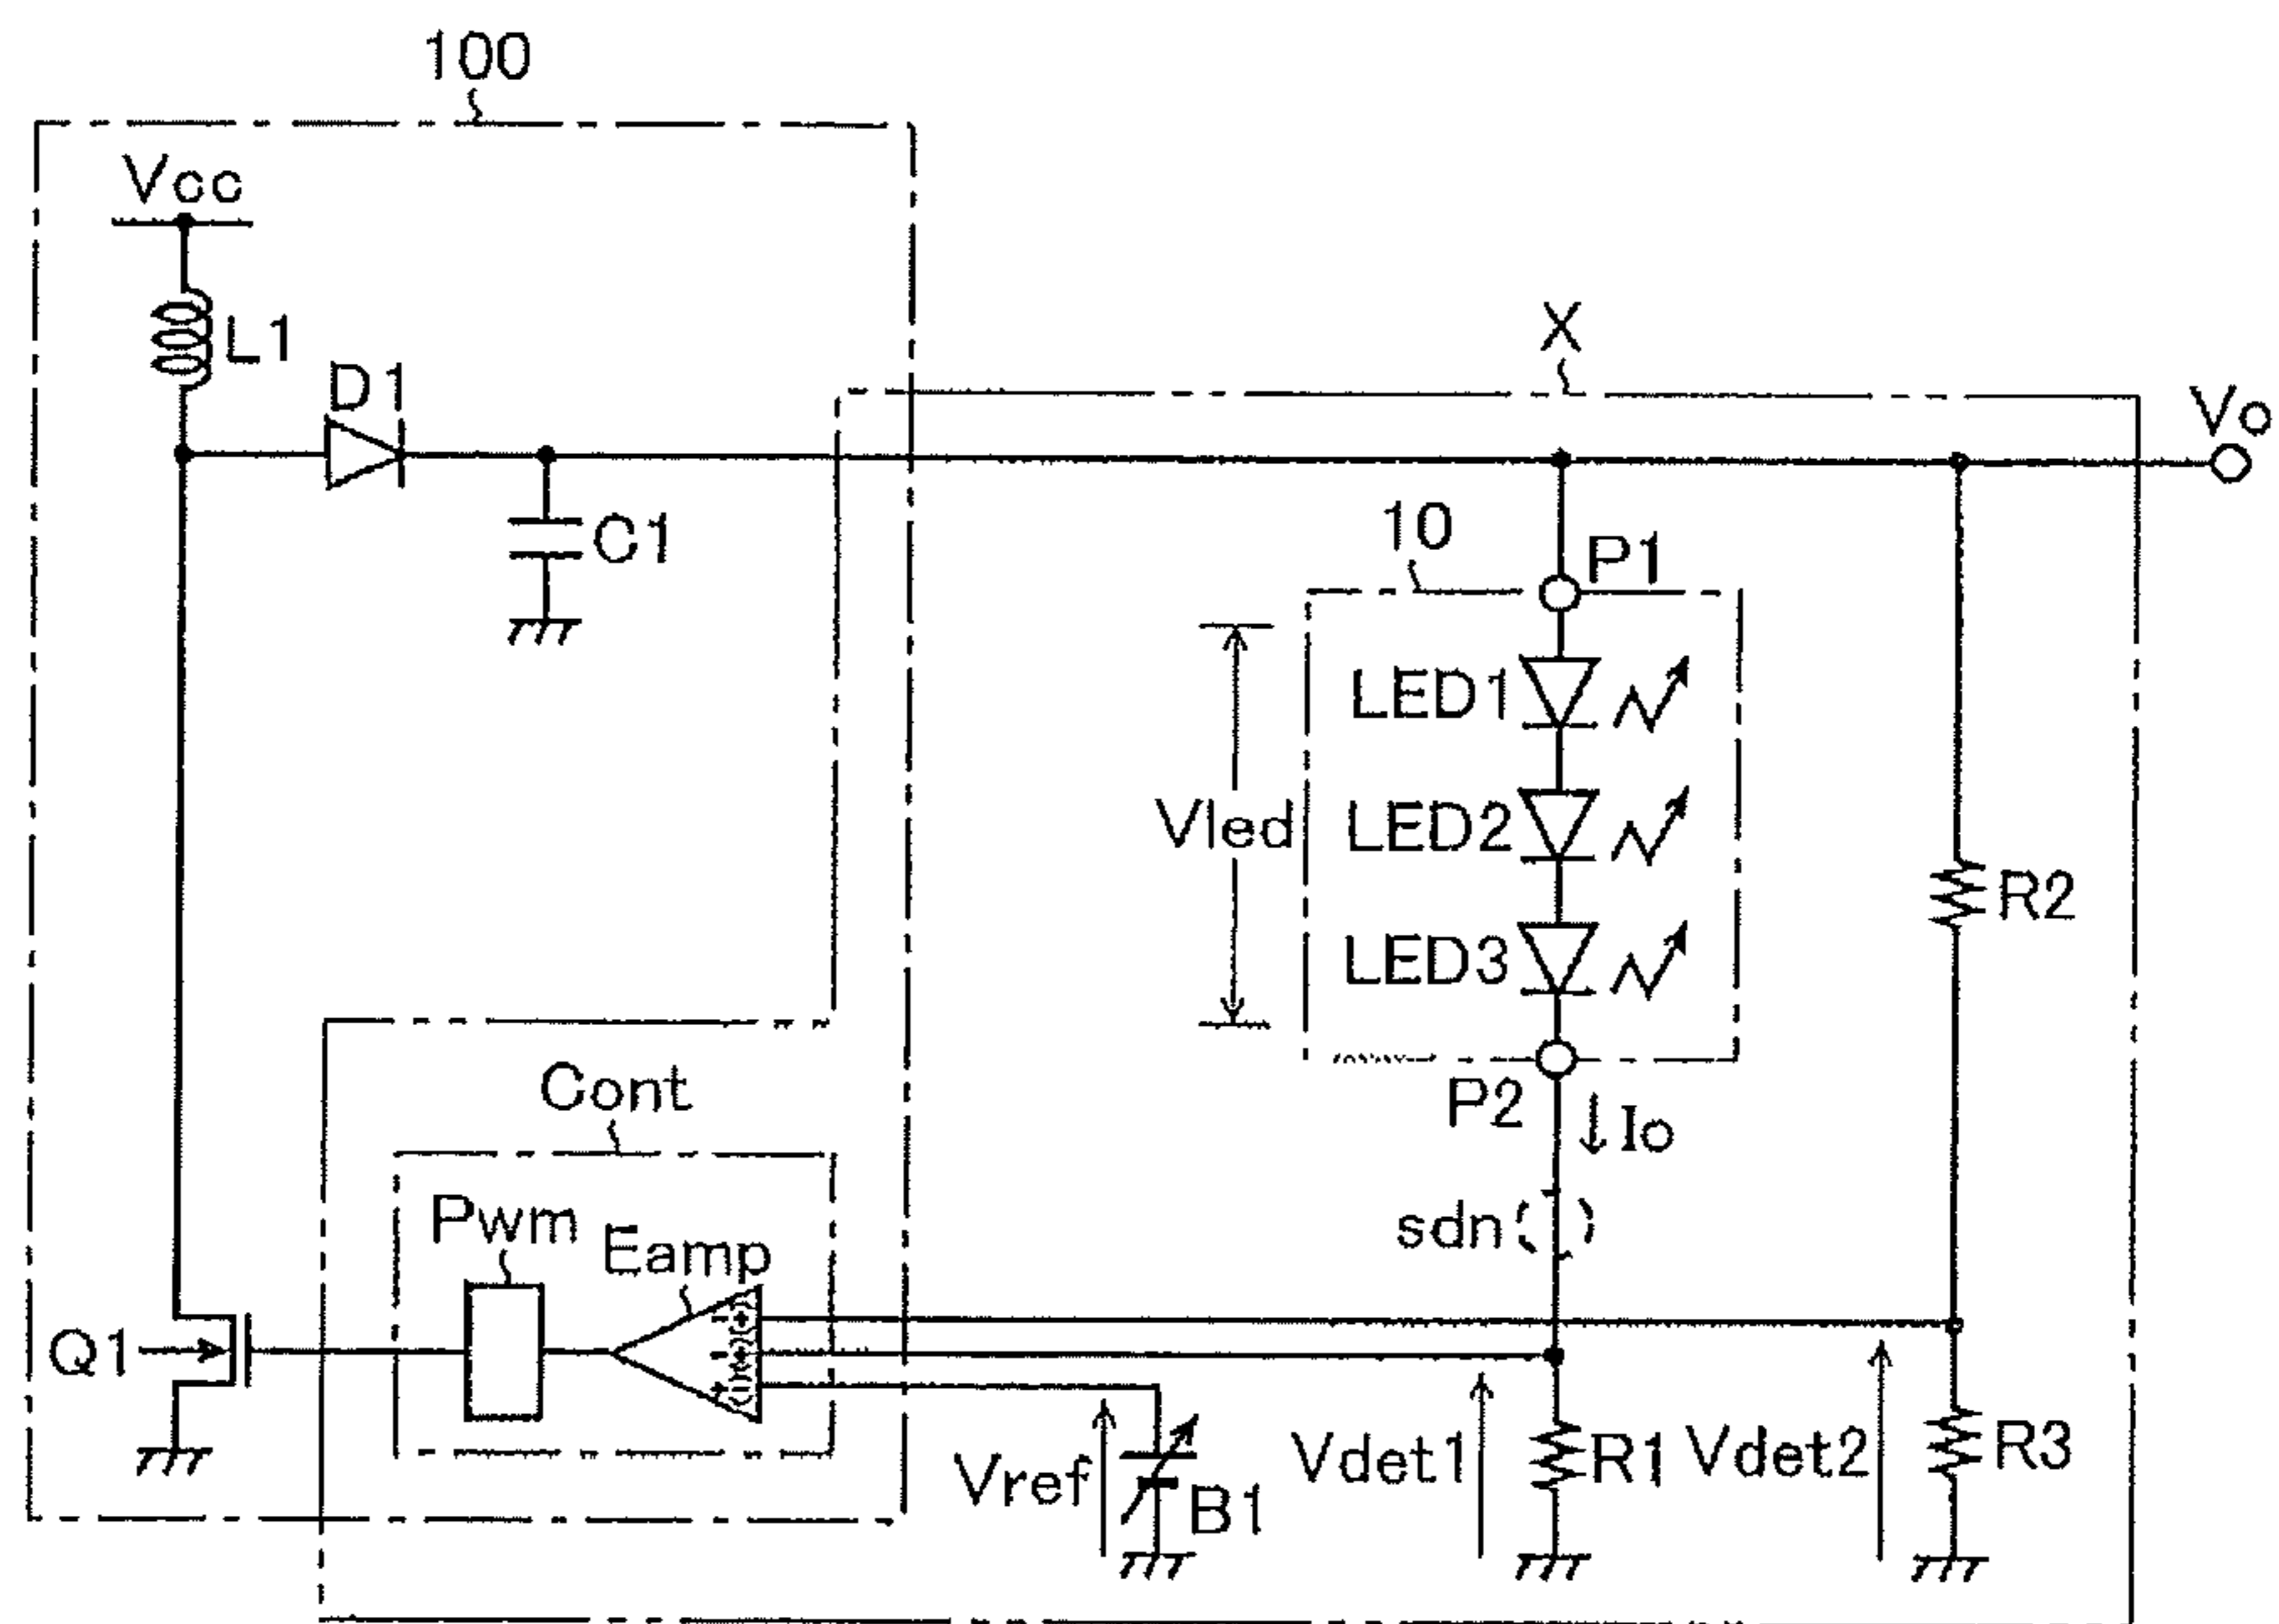 100
Vcc
L1
D1
C1
X
Vo
10
P1
LED1
Vled
LED2
LED3
R2
P2
Io
Cont
Pwm
Eamp
sdn
Q1
Vref
B1
Vdet1
R1
Vdet2
R3